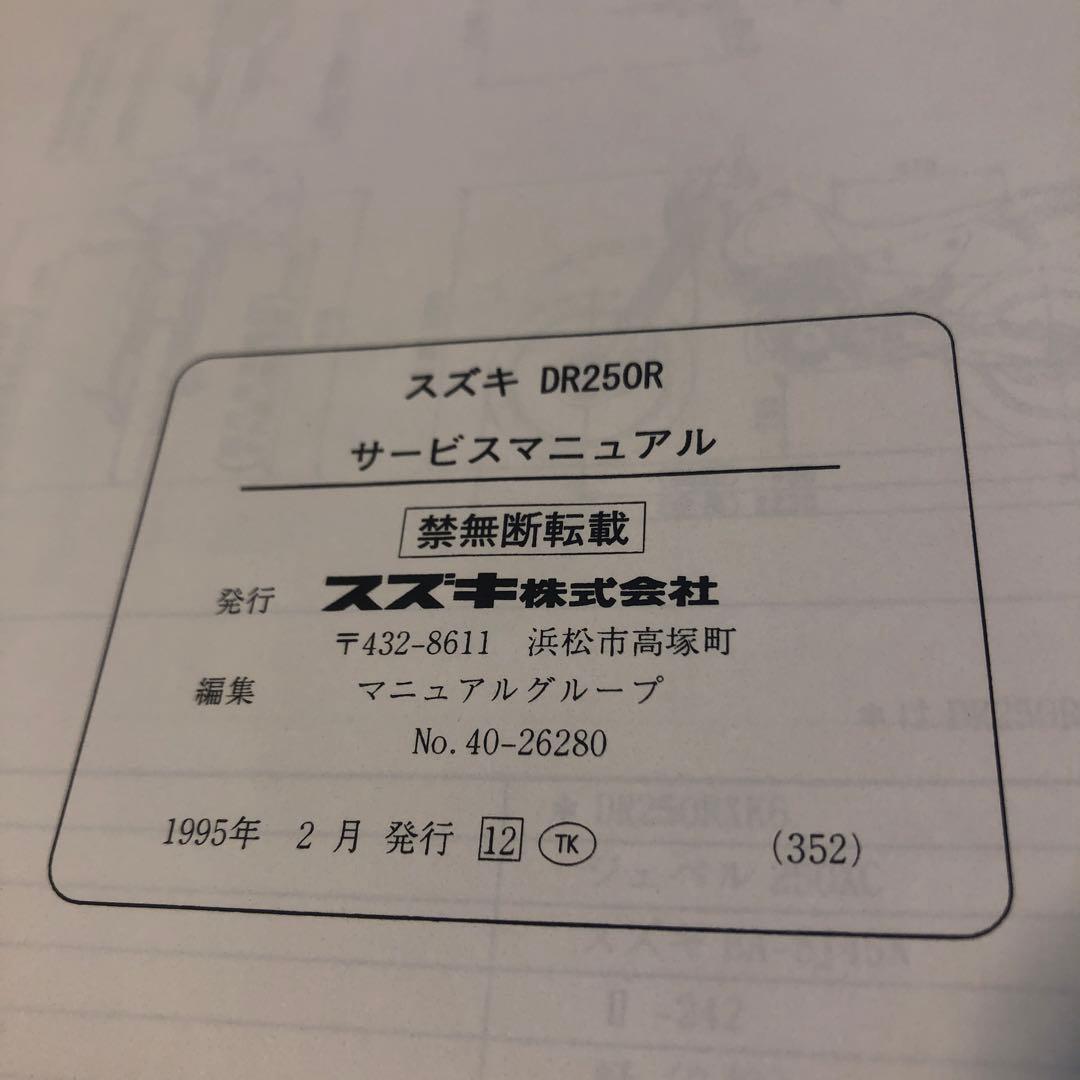 スズキ DR250R
サービスマニュアル
禁無断転載
発行 スズキ株式会社
〒432-8611 浜松市高塚町
編集 マニュアルグループ
No. 40-26280
1995年 2月 発行 12 TK (352)